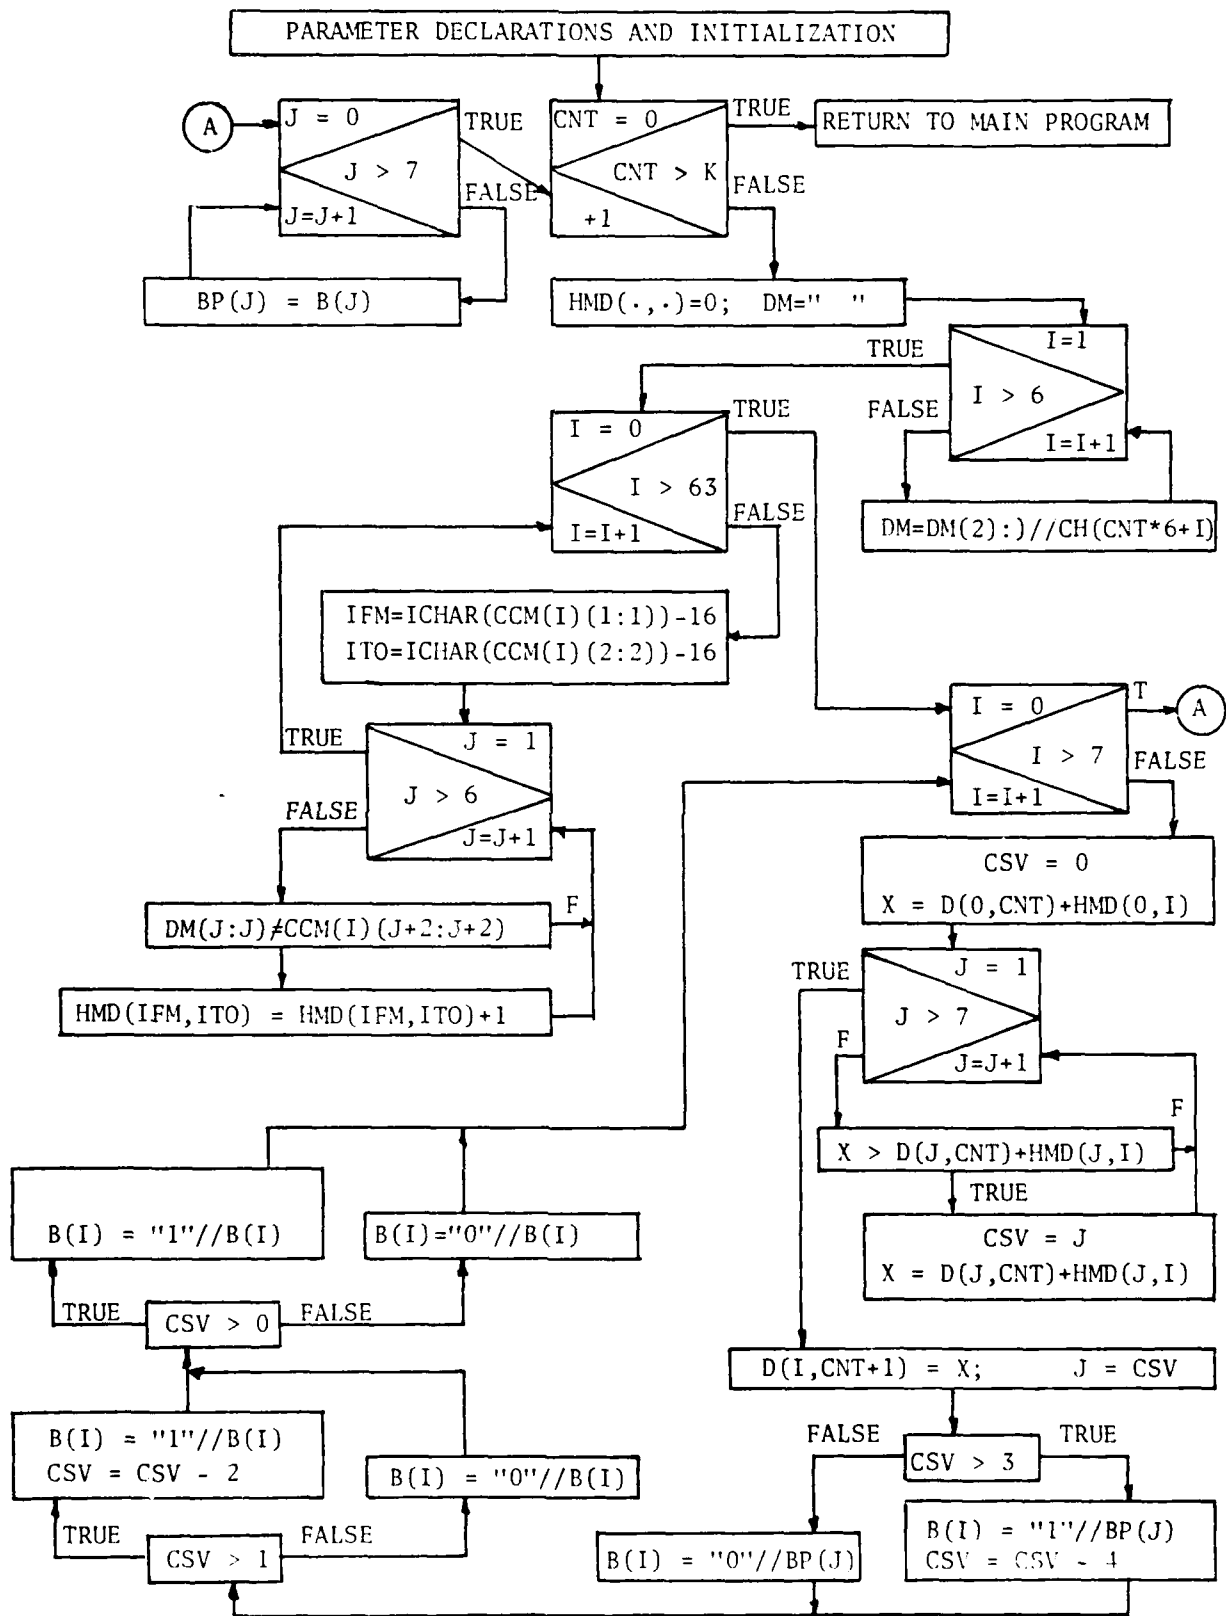 PARAMETER DECLARATIONS AND INITIALIZATION
A
J = 0
J > 7
J=J+1
TRUE
FALSE
BP(J) = B(J)
CNT = 0
CNT > K
+1
TRUE
FALSE
RETURN TO MAIN PROGRAM
HMD(.,.)=0; DM="  "
I=1
I > 6
I=I+1
TRUE
FALSE
DM=DM(2):)//CH(CNT*6+I)
I = 0
I > 63
I=I+1
TRUE
FALSE
IFM=ICHAR(CCM(I)(1:1))-16
ITO=ICHAR(CCM(I)(2:2))-16
J = 1
J > 6
J=J+1
TRUE
FALSE
DM(J:J)≠CCM(I)(J+2:J+2)
F
HMD(IFM,ITO) = HMD(IFM,ITO)+1
I = 0
I > 7
I=I+1
T
A
FALSE
CSV = 0
X = D(0,CNT)+HMD(0,I)
J = 1
J > 7
J=J+1
TRUE
F
X > D(J,CNT)+HMD(J,I)
F
TRUE
CSV = J
X = D(J,CNT)+HMD(J,I)
D(I,CNT+1) = X; J = CSV
CSV > 3
FALSE
TRUE
B(I) = "0"//BP(J)
B(I) = "1"//BP(J)
CSV = CSV - 4
CSV > 1
TRUE
FALSE
B(I) = "1"//B(I)
CSV = CSV - 2
B(I) = "0"//B(I)
CSV > 0
TRUE
FALSE
B(I) = "1"//B(I)
B(I)="0"//B(I)